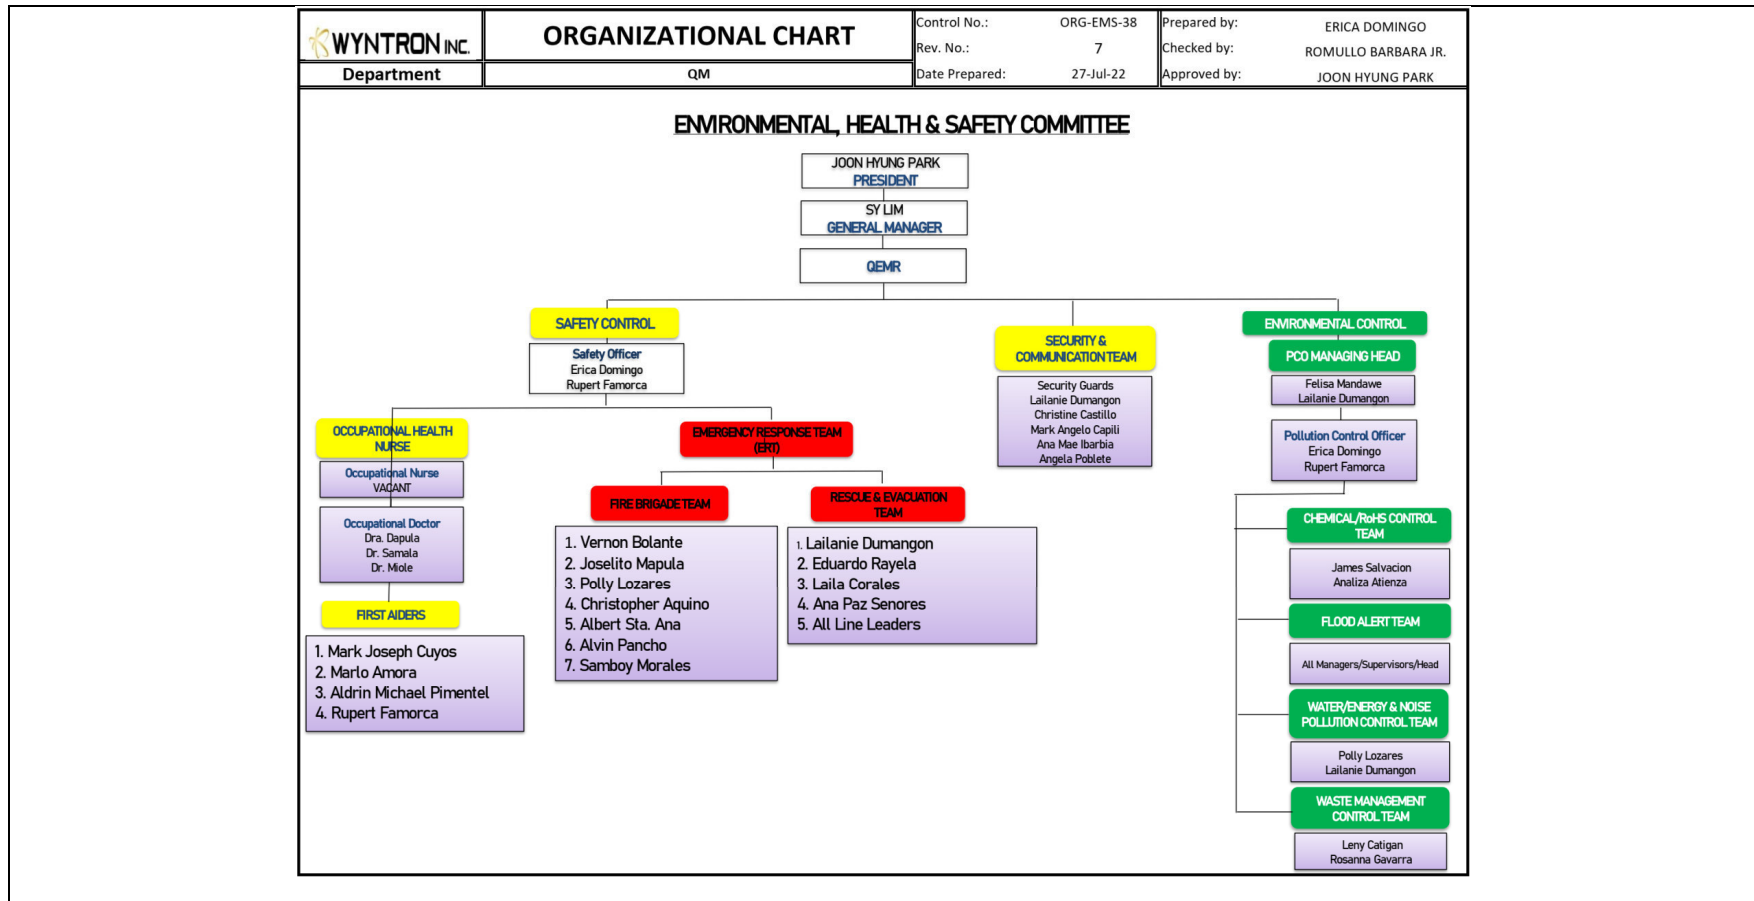 WYNTRON INC.
ORGANIZATIONAL CHART
Control No.: ORG-EMS-38
Rev. No.: 7
Date Prepared: 27-Jul-22
Prepared by: ERICA DOMINGO
Checked by: ROMULLO BARBARA JR.
Approved by: JOON HYUNG PARK
Department
QM
ENVIRONMENTAL, HEALTH & SAFETY COMMITTEE
JOON HYUNG PARK
PRESIDENT
SY LIM
GENERAL MANAGER
QEMR
SAFETY CONTROL
Safety Officer
Erica Domingo
Rupert Famorca
OCCUPATIONAL HEALTH
NURSE
Occupational Nurse
VACANT
Occupational Doctor
Dra. Dapula
Dr. Samala
Dr. Miole
FIRST AIDERS
1. Mark Joseph Cuyos
2. Marlo Amora
3. Aldrin Michael Pimentel
4. Rupert Famorca
EMERGENCY RESPONSE TEAM
(ERT)
FIRE BRIGADE TEAM
1. Vernon Bolante
2. Joselito Mapula
3. Polly Lozares
4. Christopher Aquino
5. Albert Sta. Ana
6. Alvin Pancho
7. Samboy Morales
RESCUE & EVACUATION
TEAM
1. Lailanie Dumangon
2. Eduardo Rayela
3. Laila Corales
4. Ana Paz Senores
5. All Line Leaders
SECURITY &
COMMUNICATION TEAM
Security Guards
Lailanie Dumangon
Christine Castillo
Mark Angelo Capili
Ana Mae Ibarbia
Angela Poblete
ENVIRONMENTAL CONTROL
PCO MANAGING HEAD
Felisa Mandawe
Lailanie Dumangon
Pollution Control Officer
Erica Domingo
Rupert Famorca
CHEMICAL/RoHS CONTROL
TEAM
James Salvacion
Analiza Atienza
FLOOD ALERT TEAM
All Managers/Supervisors/Head
WATER/ENERGY & NOISE
POLLUTION CONTROL TEAM
Polly Lozares
Lailanie Dumangon
WASTE MANAGEMENT
CONTROL TEAM
Leny Catigan
Rosanna Gavarra